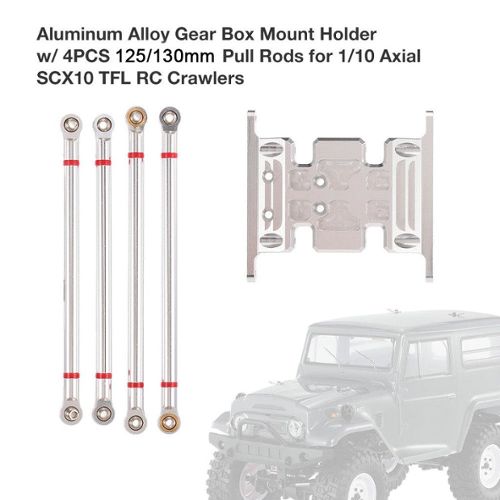 Aluminum Alloy Gear Box Mount Holder
w/ 4PCS 125/130mm Pull Rods for 1/10 Axial
SCX10 TFL RC Crawlers